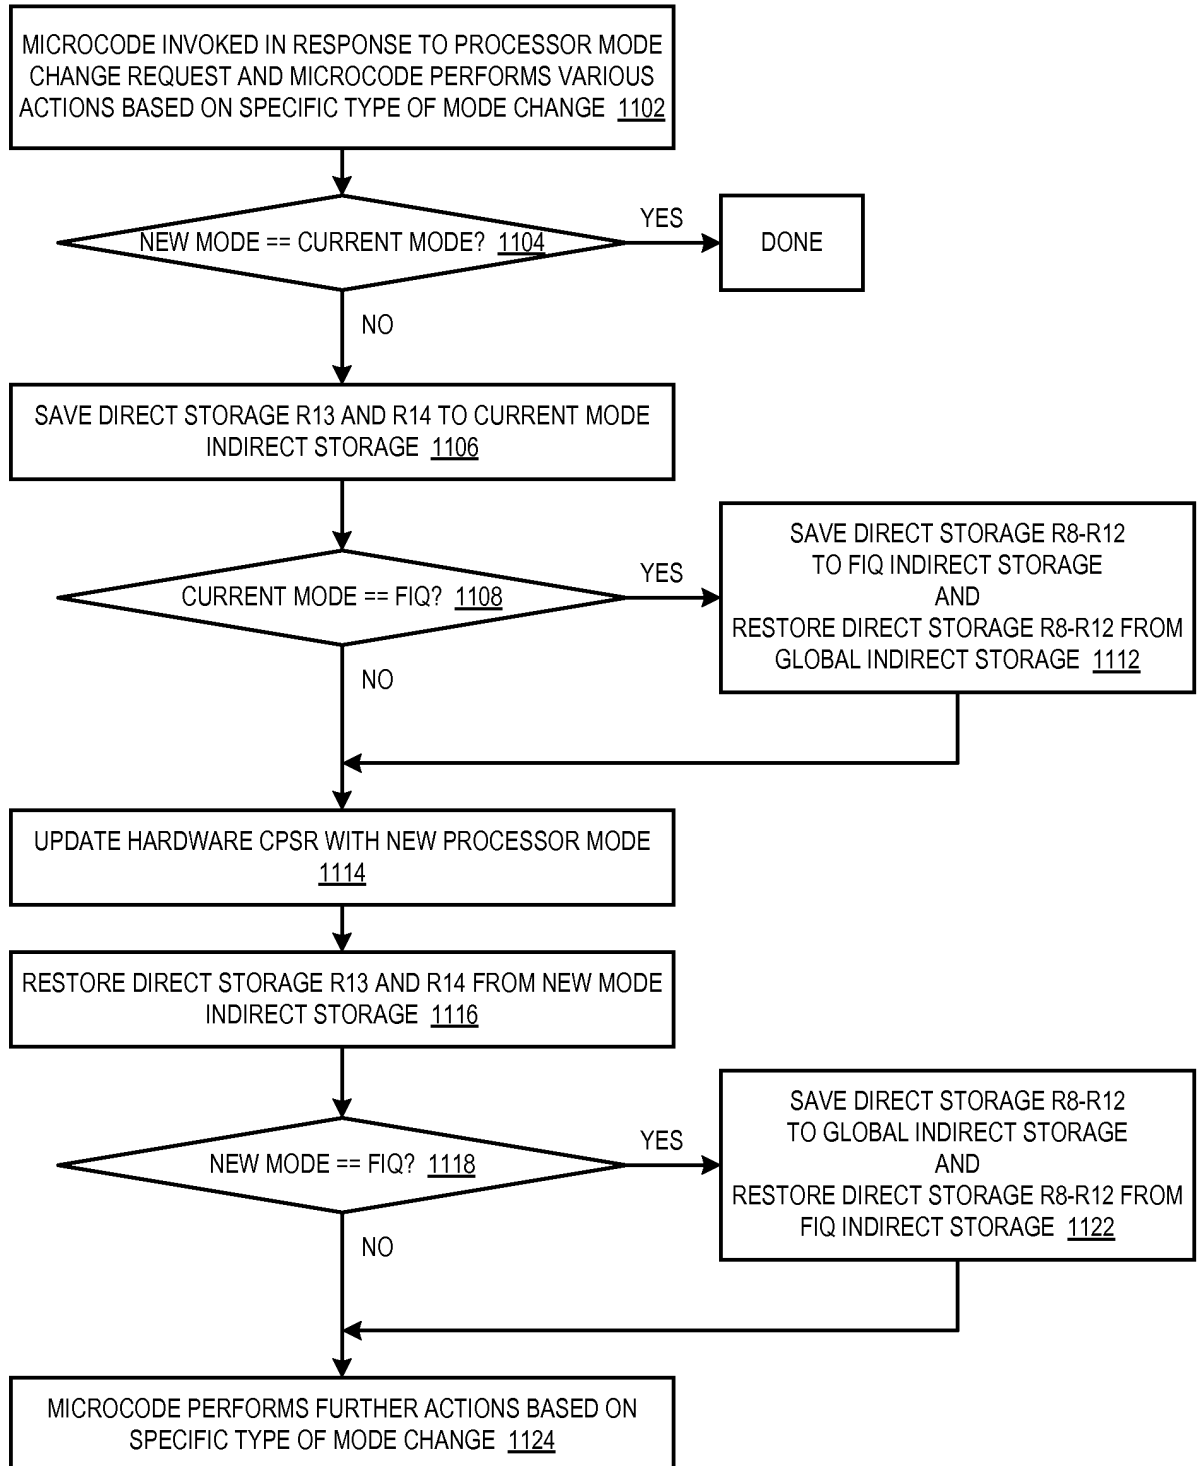 MICROCODE INVOKED IN RESPONSE TO PROCESSOR MODE
CHANGE REQUEST AND MICROCODE PERFORMS VARIOUS
ACTIONS BASED ON SPECIFIC TYPE OF MODE CHANGE 1102
NEW MODE == CURRENT MODE? 1104
YES
DONE
NO
SAVE DIRECT STORAGE R13 AND R14 TO CURRENT MODE
INDIRECT STORAGE 1106
CURRENT MODE == FIQ? 1108
YES
SAVE DIRECT STORAGE R8-R12
TO FIQ INDIRECT STORAGE
AND
RESTORE DIRECT STORAGE R8-R12 FROM
GLOBAL INDIRECT STORAGE 1112
NO
UPDATE HARDWARE CPSR WITH NEW PROCESSOR MODE
1114
RESTORE DIRECT STORAGE R13 AND R14 FROM NEW MODE
INDIRECT STORAGE 1116
NEW MODE == FIQ? 1118
YES
SAVE DIRECT STORAGE R8-R12
TO GLOBAL INDIRECT STORAGE
AND
RESTORE DIRECT STORAGE R8-R12 FROM
FIQ INDIRECT STORAGE 1122
NO
MICROCODE PERFORMS FURTHER ACTIONS BASED ON
SPECIFIC TYPE OF MODE CHANGE 1124